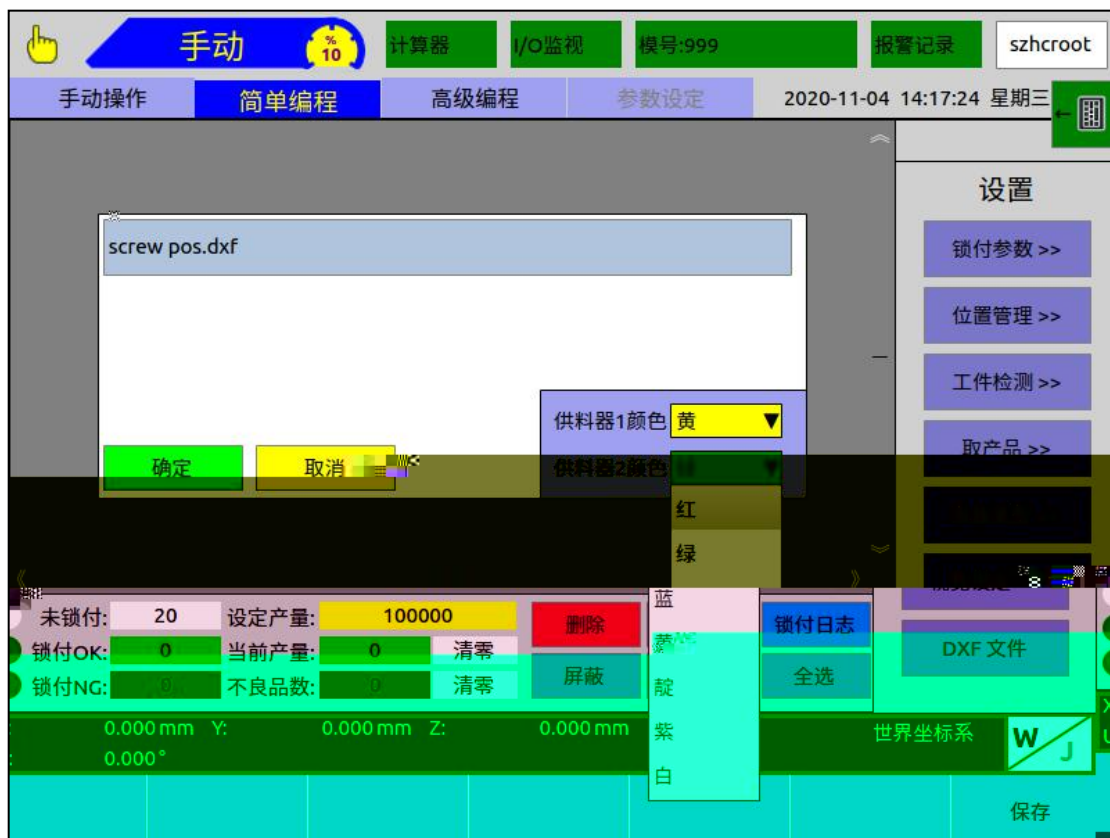 手动
%
10
计算器
I/O监视
模号:999
报警记录
szhcroot
手动操作
简单编程
高级编程
参数设定
2020-11-04 14:17:24 星期三
设置
screw pos.dxf
锁付参数 >>
位置管理 >>
工件检测 >>
供料器1颜色 黄
取产品 >>
确定
取消
供料器2颜色
红
绿
蓝
黄
靛
紫
白
未锁付: 20 设定产量: 100000
删除
锁付日志
锁付OK: 0 当前产量: 0 清零
DXF 文件
锁付NG: 0 不良品数: 0 清零
屏蔽
全选
0.000 mm Y: 0.000 mm Z: 0.000 mm
世界坐标系
W
J
0.000°
保存